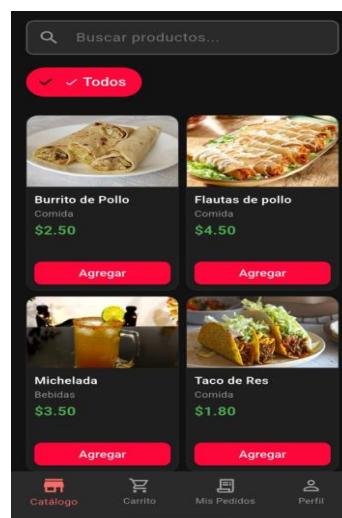 Buscar productos...
Todos
Burrito de Pollo
Comida
$2.50
Agregar
Flautas de pollo
Comida
$4.50
Agregar
Michelada
Bebidas
$3.50
Agregar
Taco de Res
Comida
$1.80
Agregar
Catálogo
Carrito
Mis Pedidos
Perfil